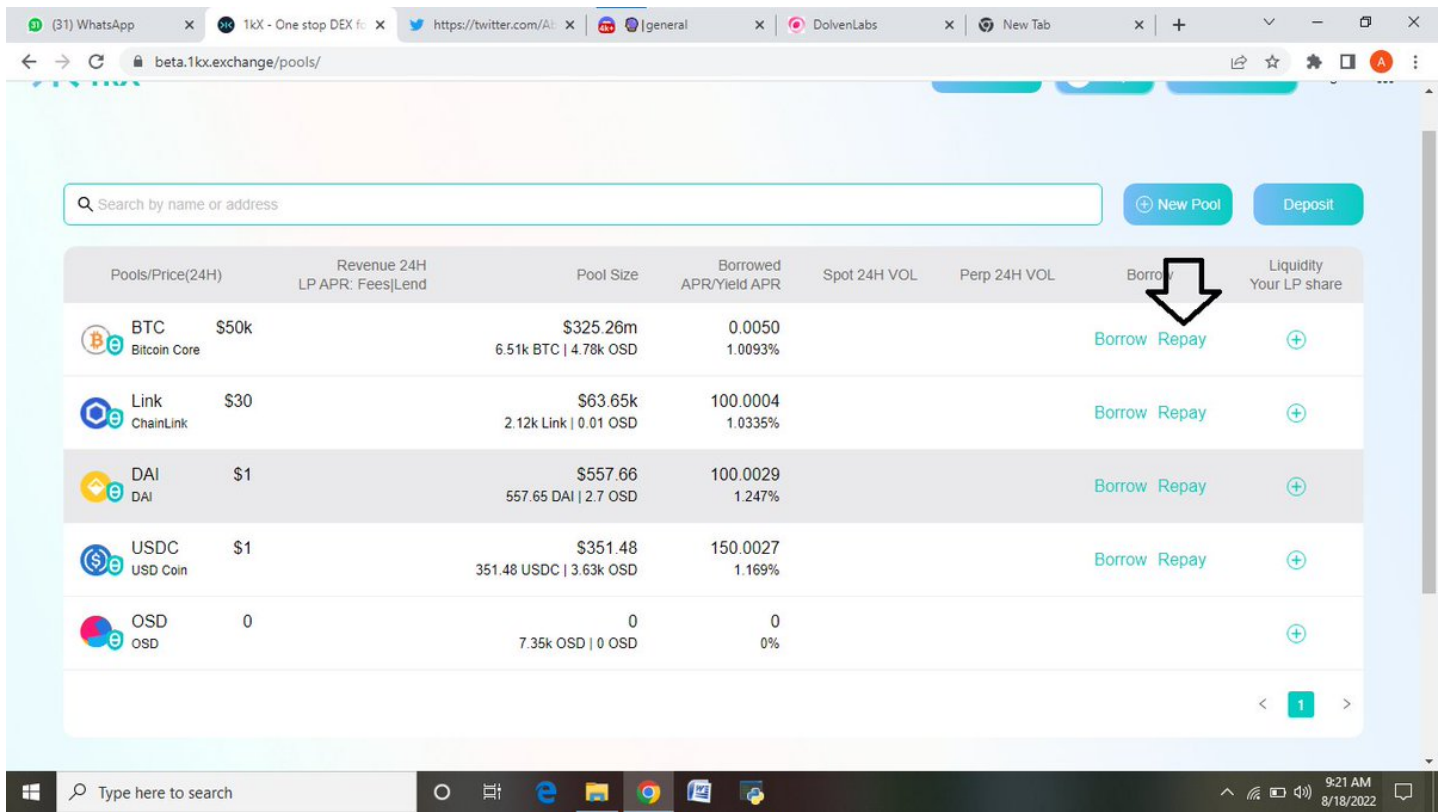 (31) WhatsApp
1kX - One stop DEX fo
https://twitter.com/Ab
4k+
|general
DolvenLabs
New Tab
beta.1kx.exchange/pools/
A
Search by name or address
New Pool
Deposit
Pools/Price(24H)
Revenue 24H
LP APR: Fees|Lend
Pool Size
Borrowed
APR/Yield APR
Spot 24H VOL
Perp 24H VOL
Borrow
Liquidity
Your LP share
BTC $50k $325.26m 0.0050
Bitcoin Core 6.51k BTC | 4.78k OSD 1.0093%
Borrow Repay
Link $30 $63.65k 100.0004
ChainLink 2.12k Link | 0.01 OSD 1.0335%
Borrow Repay
DAI $1 $557.66 100.0029
DAI 557.65 DAI | 2.7 OSD 1.247%
Borrow Repay
USDC $1 $351.48 150.0027
USD Coin 351.48 USDC | 3.63k OSD 1.169%
Borrow Repay
OSD 0 0 0
OSD 7.35k OSD | 0 OSD 0%
< 1 >
Type here to search
9:21 AM
9/18/2022